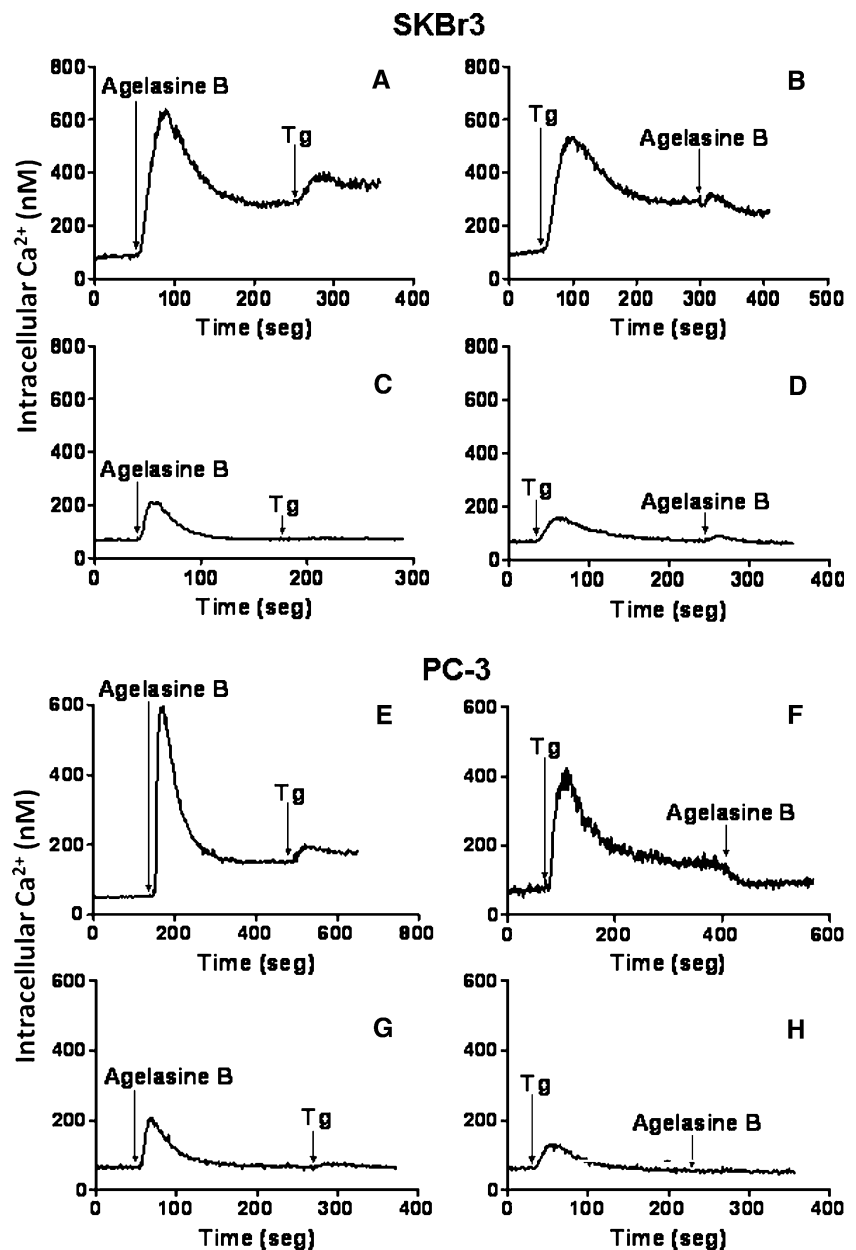 SKBr3
Intracellular Ca²⁺ (nM)
A
Agelasine B
Tg
800
600
400
200
0
0 100 200 300 400
Time (seg)
B
Tg
Agelasine B
800
600
400
200
0
0 100 200 300 400 500
Time (seg)
C
Agelasine B
Tg
800
600
400
200
0
0 100 200 300
Time (seg)
D
Tg
Agelasine B
800
600
400
200
0
0 100 200 300 400
Time (seg)
PC-3
Intracellular Ca²⁺ (nM)
E
Agelasine B
Tg
600
400
200
0
0 200 400 600 800
Time (seg)
F
Tg
Agelasine B
600
400
200
0
0 200 400 600
Time (seg)
G
Agelasine B
Tg
600
400
200
0
0 100 200 300 400
Time (seg)
H
Tg
Agelasine B
600
400
200
0
0 100 200 300 400
Time (seg)